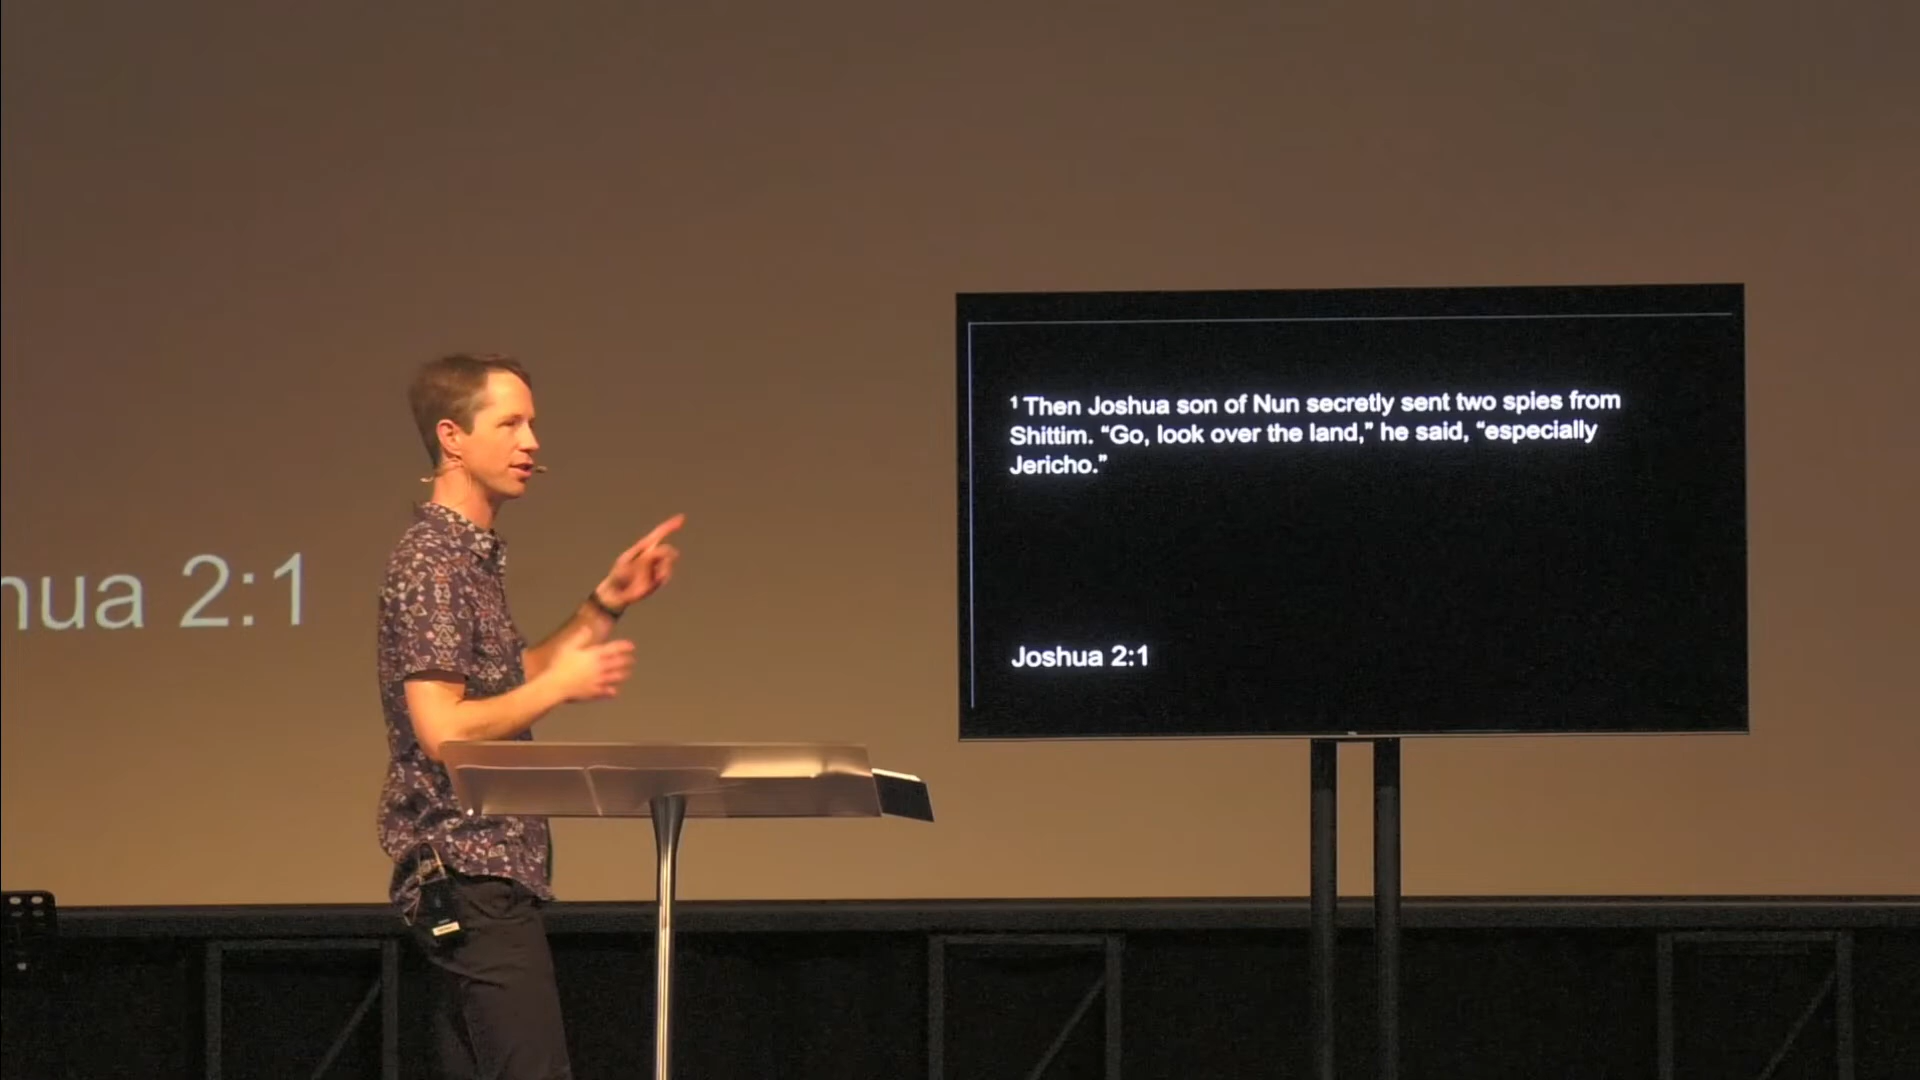 hua 2:1
¹ Then Joshua son of Nun secretly sent two spies from
Shittim. “Go, look over the land,” he said, “especially
Jericho.”
Joshua 2:1